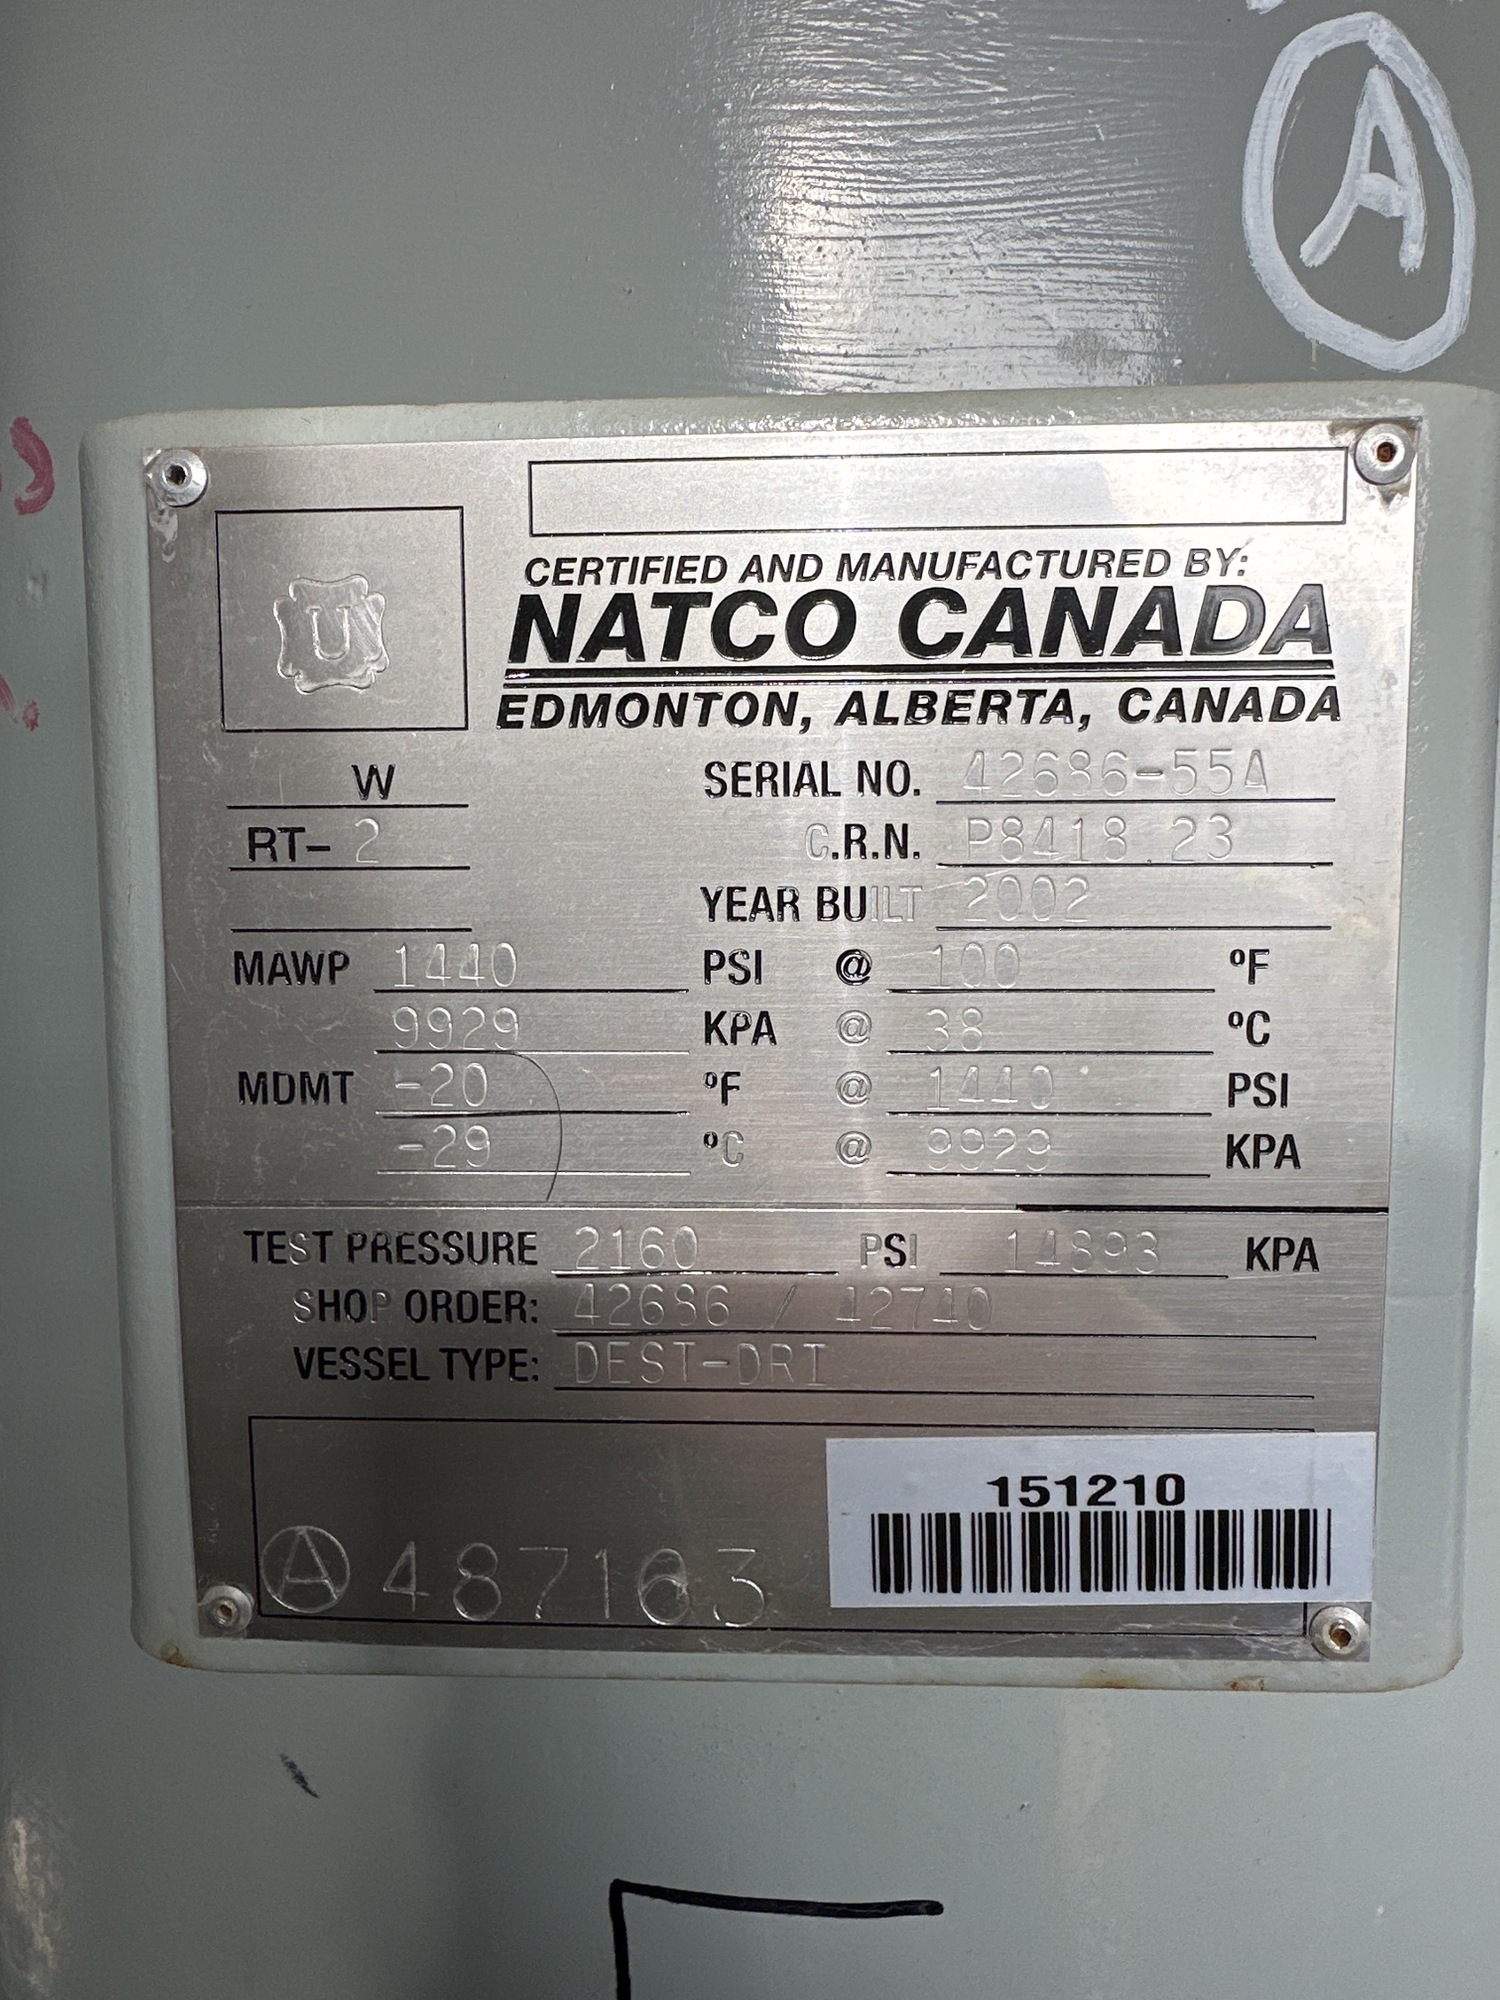 A
U
CERTIFIED AND MANUFACTURED BY:
NATCO CANADA
EDMONTON, ALBERTA, CANADA
W SERIAL NO. 42686-55A
RT- 2 C.R.N. P8418.23
YEAR BUILT 2002
MAWP 1440 PSI @ 100 ºF
9929 KPA @ 38 ºC
MDMT -20 ºF @ 1440 PSI
-29 ºC @ 9929 KPA
TEST PRESSURE 2160 PSI 14893 KPA
SHOP ORDER: 42686 / 42740
VESSEL TYPE: DEST-DRI
151210
A 487163